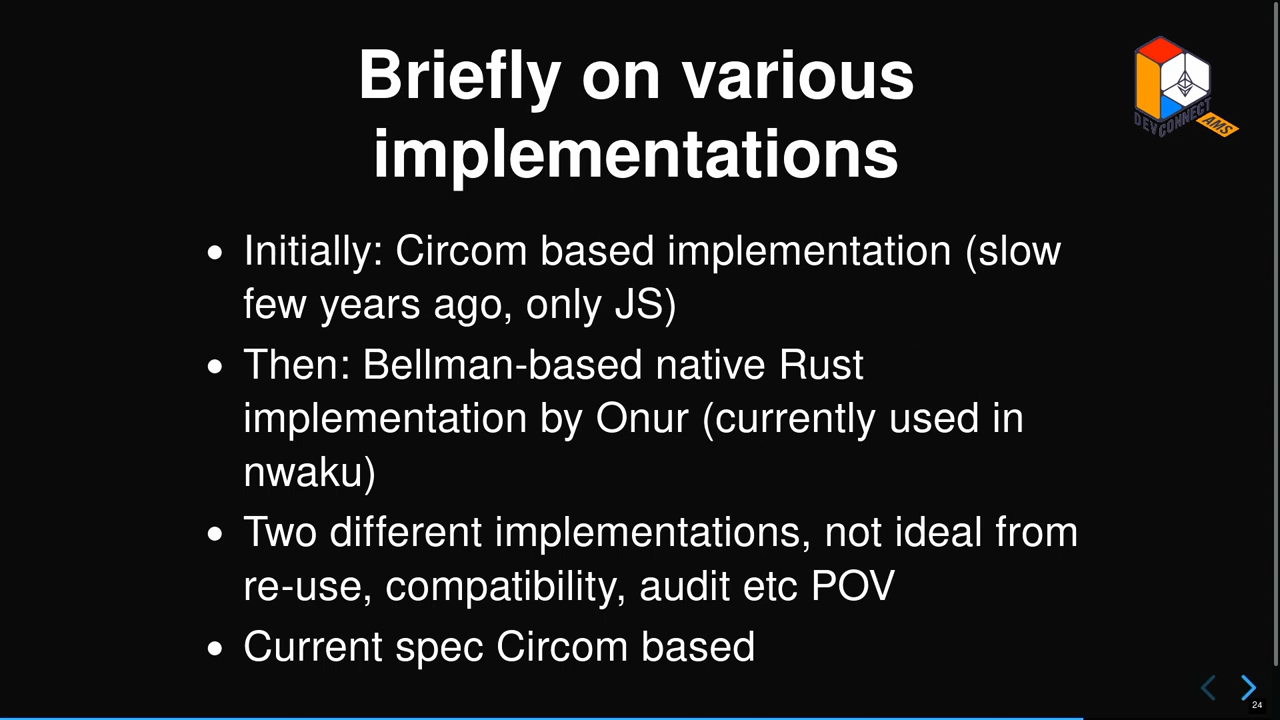 Briefly on various
implementations
DEVCONNECT
AMS
• Initially: Circom based implementation (slow
few years ago, only JS)
• Then: Bellman-based native Rust
implementation by Onur (currently used in
nwaku)
• Two different implementations, not ideal from
re-use, compatibility, audit etc POV
• Current spec Circom based
24